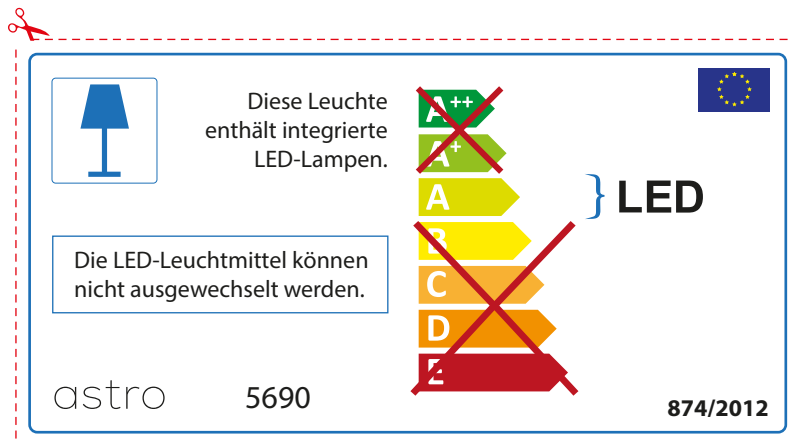 Diese Leuchte
enthält integrierte
LED-Lampen.
Die LED-Leuchtmittel können
nicht ausgewechselt werden.
astro
5690
A++
A+
A
B
C
D
E
LED
874/2012